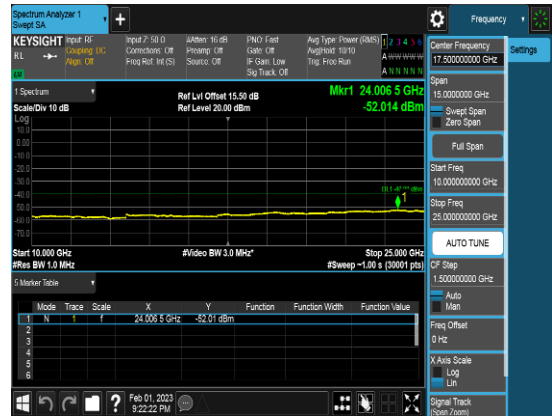 Spectrum Analyzer 1
Swept SA
Frequency
KEYSIGHT
RL
Input: RF
Coupling: DC
Align: Off
Input Z: 50 Ω
Corrections: Off
Freq Ref: Int (S)
#Atten: 16 dB
Preamp: Off
Source: Off
PNO: Fast
Gate: Off
IF Gain: Low
Sig Track: Off
Avg Type: Power (RMS)
Avg|Hold: 10/10
Trig: Free Run
1 2 3 4 5 6
A W W W W W
A N N N N N
1 Spectrum
Scale/Div 10 dB
Log
Ref Lvl Offset 15.50 dB
Ref Level 20.00 dBm
Mkr1 24.006 5 GHz
-52.014 dBm
10.0
0.00
-10.0
-20.0
-30.0
-40.0
-50.0
-60.0
-70.0
1
Start 10.000 GHz
#Res BW 1.0 MHz
#Video BW 3.0 MHz*
Stop 25.000 GHz
#Sweep ~1.00 s (30001 pts)
5 Marker Table
Mode Trace Scale X Y Function Function Width Function Value
1 N 1 f 24.006 5 GHz -52.01 dBm
2
3
4
5
6
Feb 01, 2023
9:22:22 PM
Center Frequency
17.500000000 GHz
Settings
Span
15.0000000 GHz
Swept Span
Zero Span
Full Span
Start Freq
10.000000000 GHz
Stop Freq
25.000000000 GHz
AUTO TUNE
CF Step
1.500000000 GHz
Auto
Man
Freq Offset
0 Hz
X Axis Scale
Log
Lin
Signal Track
(Span Zoom)